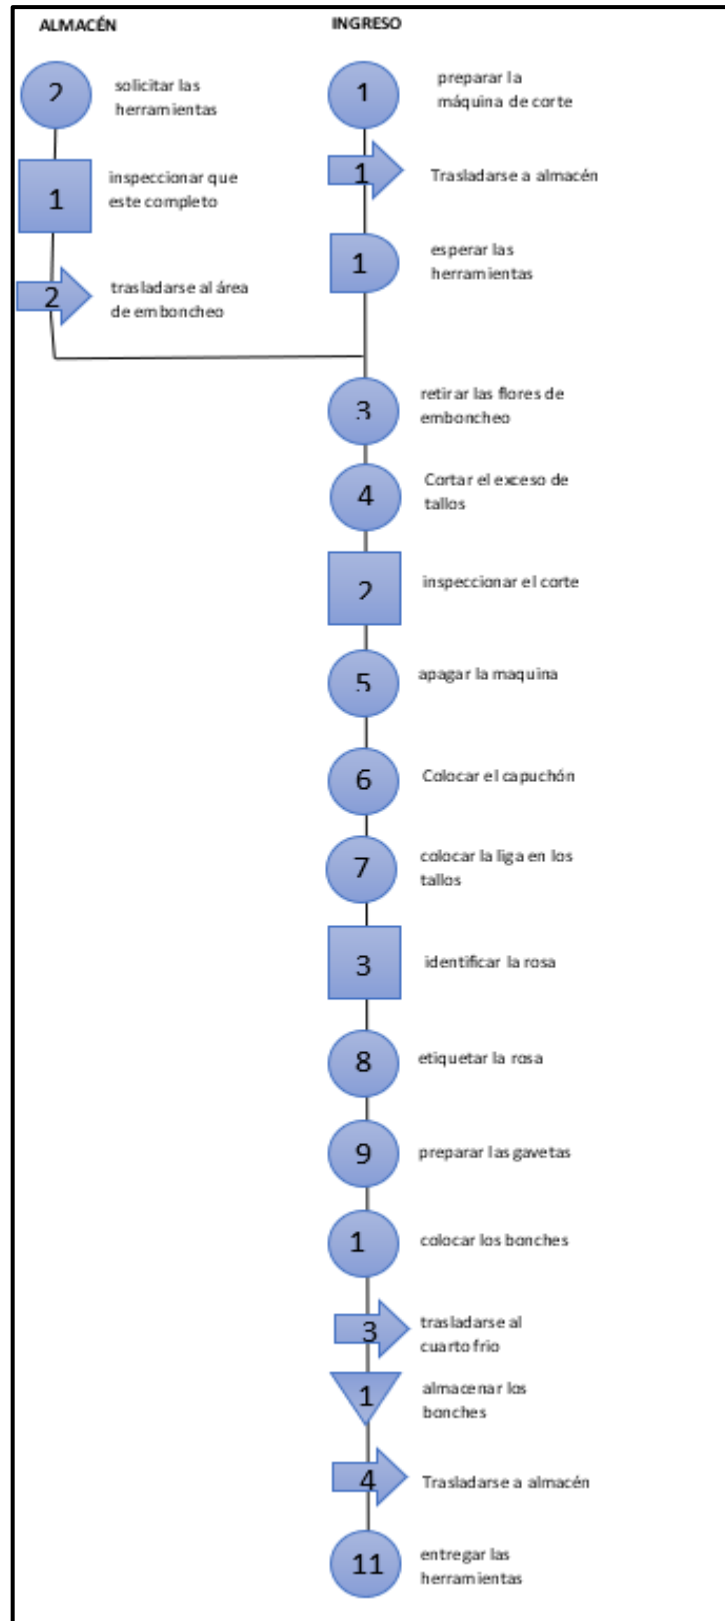 ALMACÉN
2
solicitar las
herramientas
1
inspeccionar que
este completo
2
trasladarse al área
de emboncheo
INGRESO
1
preparar la
máquina de corte
1
Trasladarse a almacén
1
esperar las
herramientas
3
retirar las flores de
emboncheo
4
Cortar el exceso de
tallos
2
inspeccionar el corte
5
apagar la maquina
6
Colocar el capuchón
7
colocar la liga en los
tallos
3
identificar la rosa
8
etiquetar la rosa
9
preparar las gavetas
1
colocar los bonches
3
trasladarse al
cuarto frio
1
almacenar los
bonches
4
Trasladarse a almacén
11
entregar las
herramientas